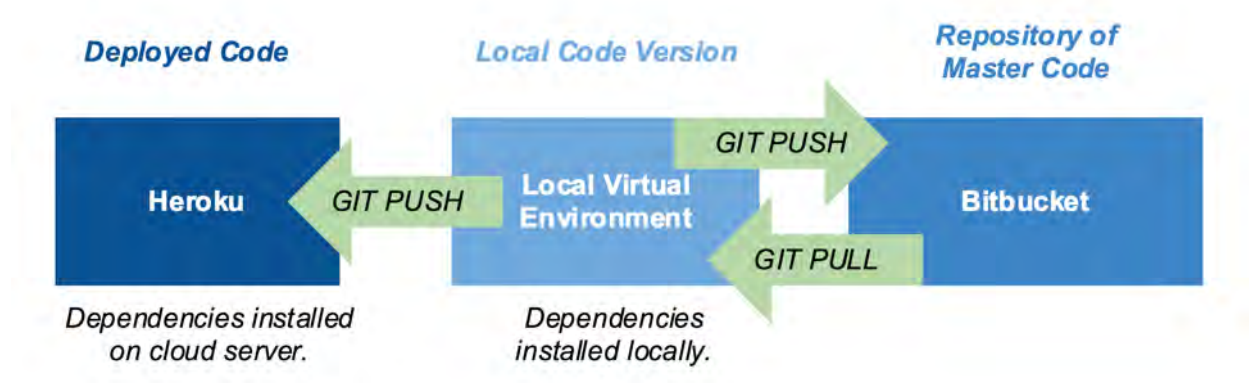 Deployed Code
Local Code Version
Repository of
Master Code
Heroku
GIT PUSH
Local Virtual
Environment
GIT PUSH
GIT PULL
Bitbucket
Dependencies installed
on cloud server.
Dependencies
installed locally.